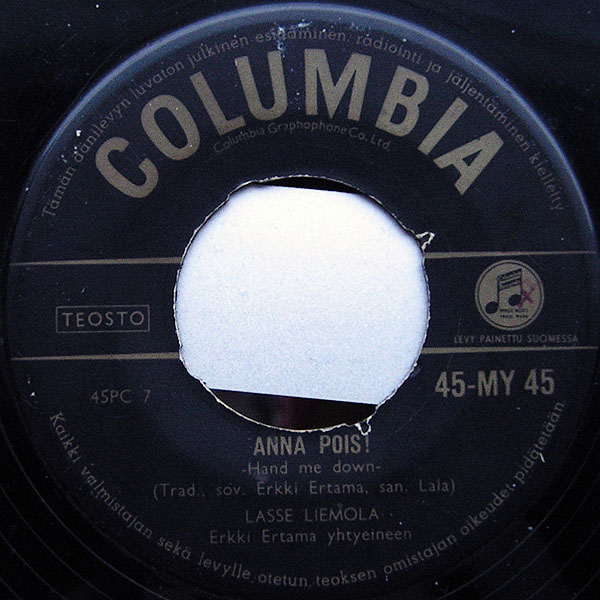 Tämän äänilevyn luvaton julkinen esittäminen, radiointi ja jäljentäminen kielletty
COLUMBIA
Columbia Graphophone Co., Ltd.
TEOSTO
LEVY PAINETTU SUOMESSA
45PC 7
45-MY 45
ANNA POIS!
-Hand me down-
(Trad., sov. Erkki Ertama, san. Lala)
LASSE LIEMOLA
Erkki Ertama yhtyeineen
Kaikki valmistajan sekä levylle otetun teoksen omistajan oikeudet pidätetään